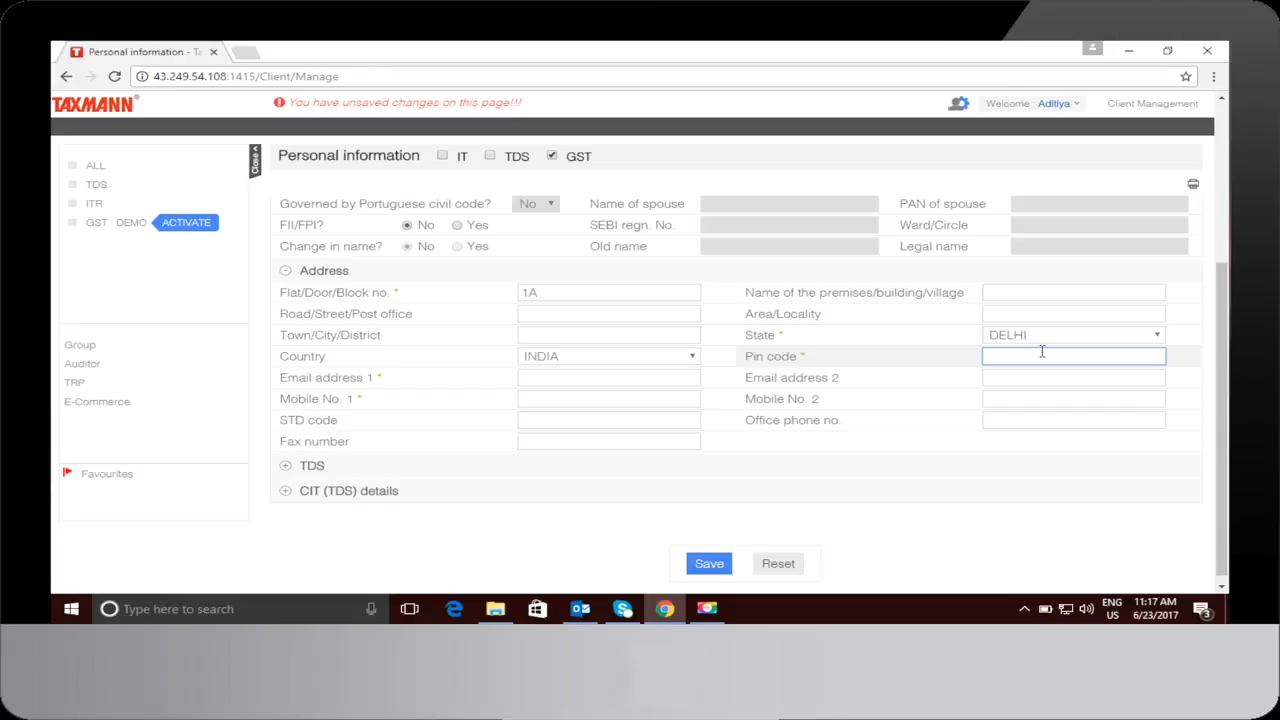 Personal information - Ta
43.249.54.108:1415/Client/Manage
TAXMANN®
You have unsaved changes on this page!!!
Welcome : Aditiya
Client Management
Close
Personal information IT TDS GST
ALL
TDS
ITR
GST DEMO ACTIVATE
Group
Auditor
TRP
E-Commerce
Favourites
Governed by Portuguese civil code? No Name of spouse PAN of spouse
FII/FPI? No Yes SEBI regn. No. Ward/Circle
Change in name? No Yes Old name Legal name
Address
Flat/Door/Block no. * 1A Name of the premises/building/village
Road/Street/Post office Area/Locality
Town/City/District State * DELHI
Country INDIA Pin code *
Email address 1 * Email address 2
Mobile No. 1 * Mobile No. 2
STD code Office phone no.
Fax number
TDS
CIT (TDS) details
Save Reset
Type here to search
ENG 11:17 AM
US 6/23/2017
3